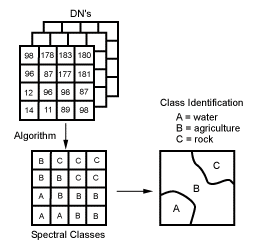 DN's
98 178 183 180
96 87 177 181
12 96 98 87
14 11 89 98
Algorithm
B C C C
B B C C
A B B B
A A B B
Spectral Classes
Class Identification
A = water
B = agriculture
C = rock
C
B
A